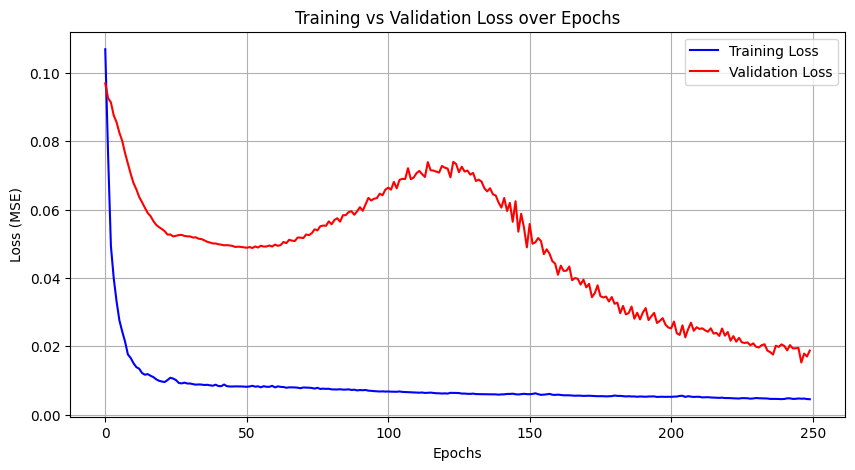 Training vs Validation Loss over Epochs
Training Loss
Validation Loss
Loss (MSE)
0.10
0.08
0.06
0.04
0.02
0.00
0 50 100 150 200 250
Epochs